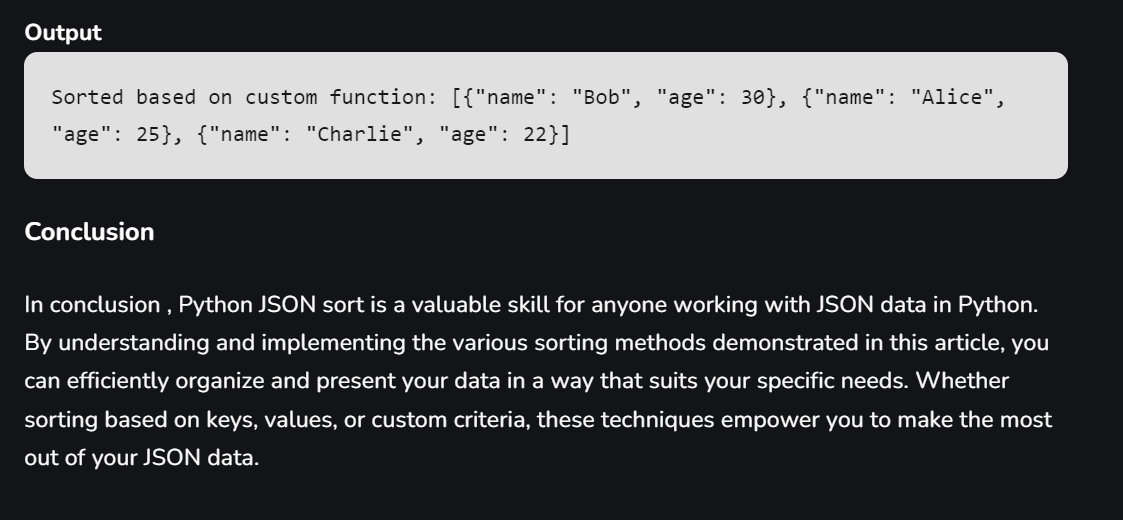 Output
Sorted based on custom function: [{"name": "Bob", "age": 30}, {"name": "Alice",
"age": 25}, {"name": "Charlie", "age": 22}]
Conclusion
In conclusion , Python JSON sort is a valuable skill for anyone working with JSON data in Python.
By understanding and implementing the various sorting methods demonstrated in this article, you
can efficiently organize and present your data in a way that suits your specific needs. Whether
sorting based on keys, values, or custom criteria, these techniques empower you to make the most
out of your JSON data.